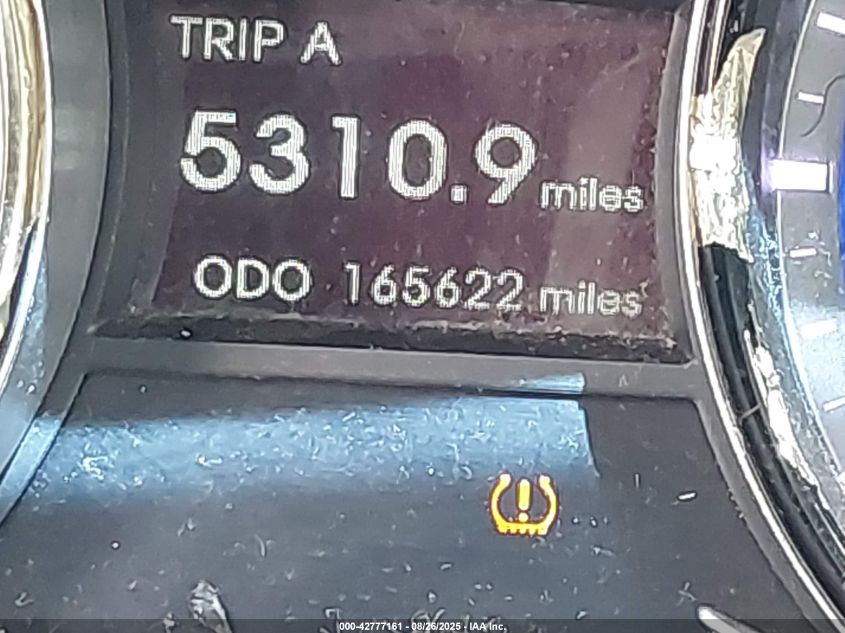 TRIP A
5310.9 miles
ODO 165622 miles
000-42777161 - 08/26/2025 - IAA Inc.